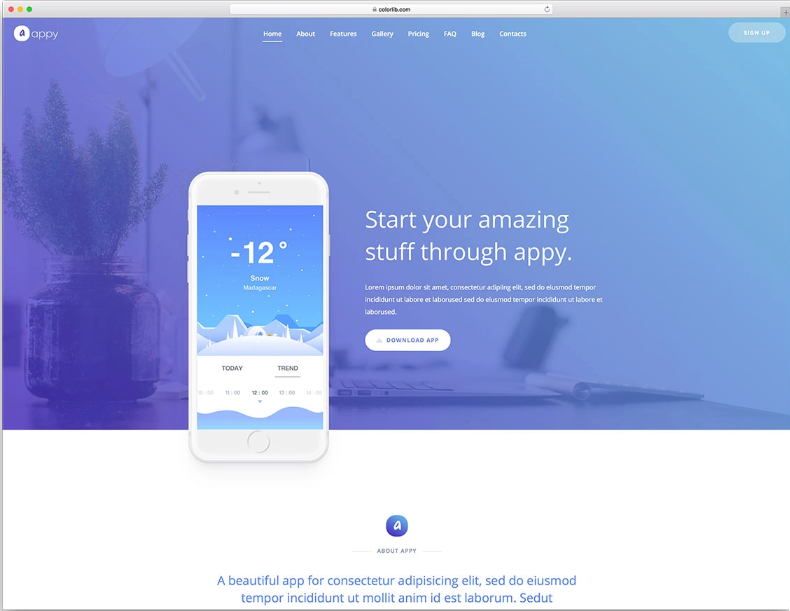 colorlib.com
a appy
Home About Features Gallery Pricing FAQ Blog Contacts
SIGN UP
Start your amazing
stuff through appy.
Lorem ipsum dolor sit amet, consectetur adipiing elit, sed do eiusmod tempor
incididunt ut labore et laborused sed do eiusmod tempor incididunt ut labore et
laborused.
DOWNLOAD APP
-12°
Snow
Madagascar
TODAY TREND
10 : 00 11 : 00 12 : 00 13 : 00 14 : 00
a
ABOUT APPY
A beautiful app for consectetur adipisicing elit, sed do eiusmod
tempor incididunt ut mollit anim id est laborum. Sedut